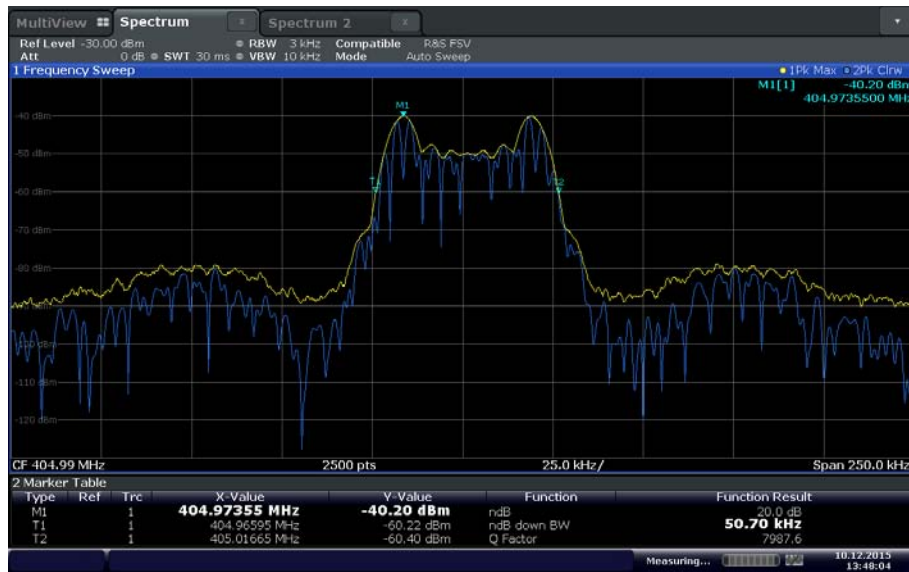 MultiView Spectrum x Spectrum 2 x
Ref Level -30.00 dBm RBW 3 kHz Compatible R&S FSV
Att 0 dB SWT 30 ms VBW 10 kHz Mode Auto Sweep
1 Frequency Sweep 1Pk Max 2Pk Clrw
M1[1] -40.20 dBm
404.9735500 MHz
M1
-40 dBm
-50 dBm
-60 dBm
T1
T2
-70 dBm
-80 dBm
-90 dBm
-100 dBm
-110 dBm
-120 dBm
CF 404.99 MHz 2500 pts 25.0 kHz/ Span 250.0 kHz
2 Marker Table
Type Ref Trc X-Value Y-Value Function Function Result
M1 1 404.97355 MHz -40.20 dBm ndB 20.0 dB
T1 1 404.96595 MHz -60.22 dBm ndB down BW 50.70 kHz
T2 1 405.01665 MHz -60.40 dBm Q Factor 7987.6
Measuring... 10.12.2015
13:48:04